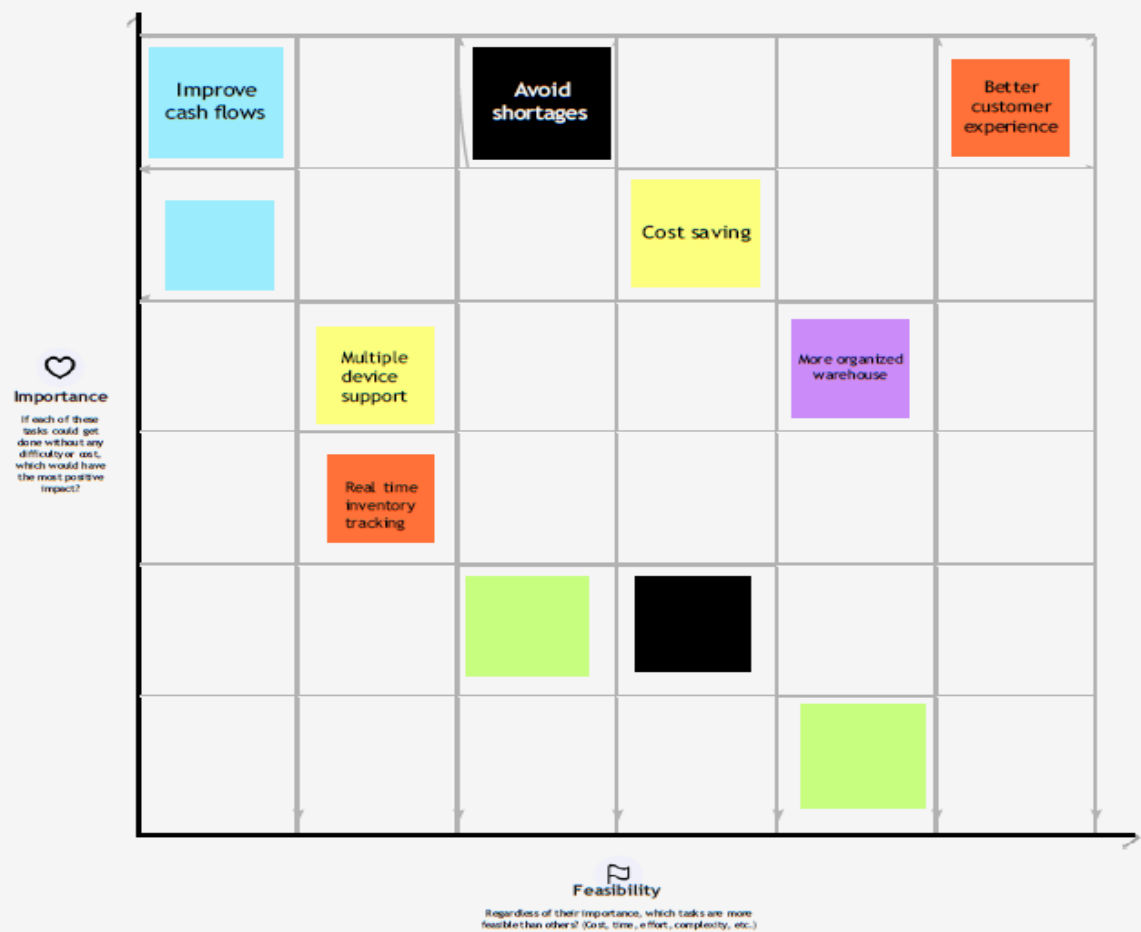 Improve
cash flows
Avoid
shortages
Better
customer
experience
Cost saving
Multiple
device
support
More organized
warehouse
Real time
inventory
tracking
Importance
If each of these
tasks could get
done without any
difficulty or cost,
which would have
the most positive
impact?
Feasibility
Regardless of their importance, which tasks are more
feasible than others? (Cost, time, effort, complexity, etc.)